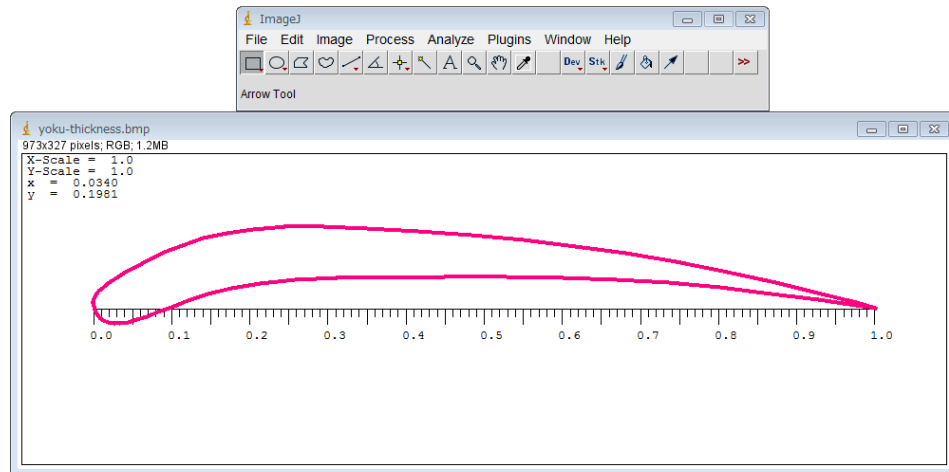 ImageJ
File Edit Image Process Analyze Plugins Window Help
A Dev Stk >>
Arrow Tool
yoku-thickness.bmp
973x327 pixels; RGB; 1.2MB
X-Scale = 1.0
Y-Scale = 1.0
x = 0.0340
y = 0.1981
0.0 0.1 0.2 0.3 0.4 0.5 0.6 0.7 0.8 0.9 1.0